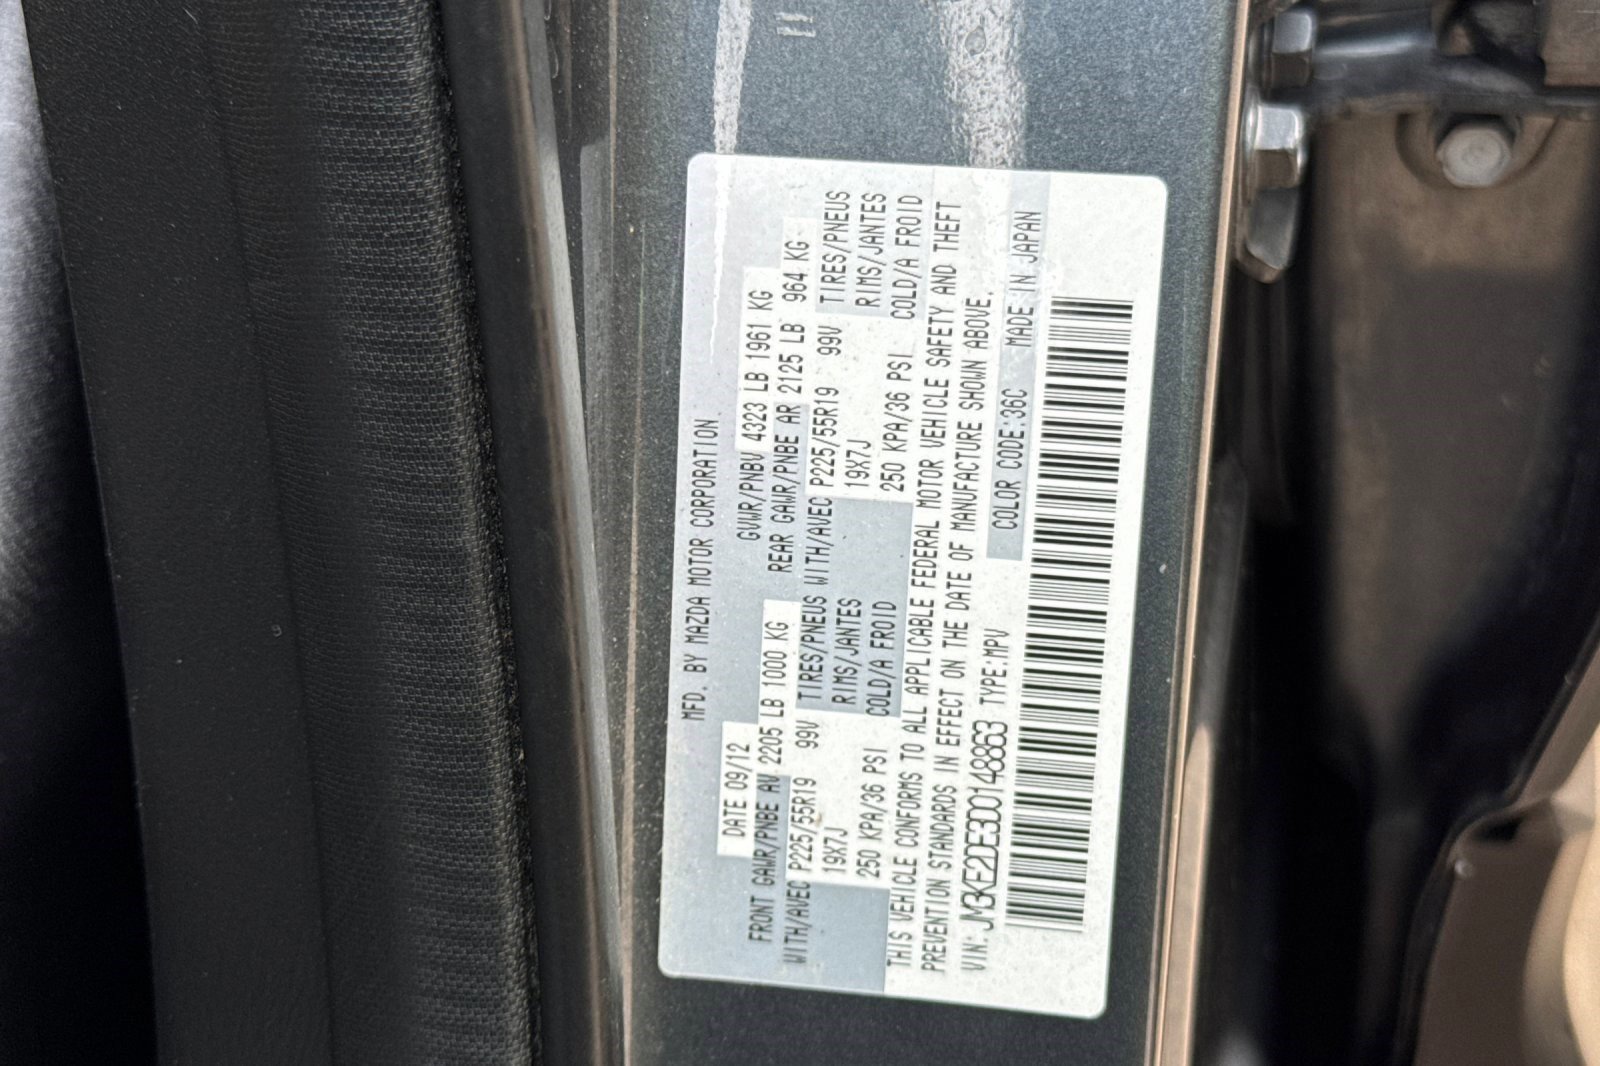 MFD. BY MAZDA MOTOR CORPORATION
DATE 09/12 GVWR/PNBV 4323 LB 1961 KG
FRONT GAWR/PNBE AV 2205 LB 1000 KG REAR GAWR/PNBE AR 2125 LB 964 KG
WITH/AVEC P225/55R19 99V TIRES/PNEUS WITH/AVEC P225/55R19 99V TIRES/PNEUS
19X7J RIMS/JANTES 19X7J RIMS/JANTES
250 KPA/36 PSI COLD/A FROID 250 KPA/36 PSI COLD/A FROID
THIS VEHICLE CONFORMS TO ALL APPLICABLE FEDERAL MOTOR VEHICLE SAFETY AND THEFT
PREVENTION STANDARDS IN EFFECT ON THE DATE OF MANUFACTURE SHOWN ABOVE.
VIN: JM3KE2DE3D0148863 TYPE:MPV COLOR CODE:36C MADE IN JAPAN